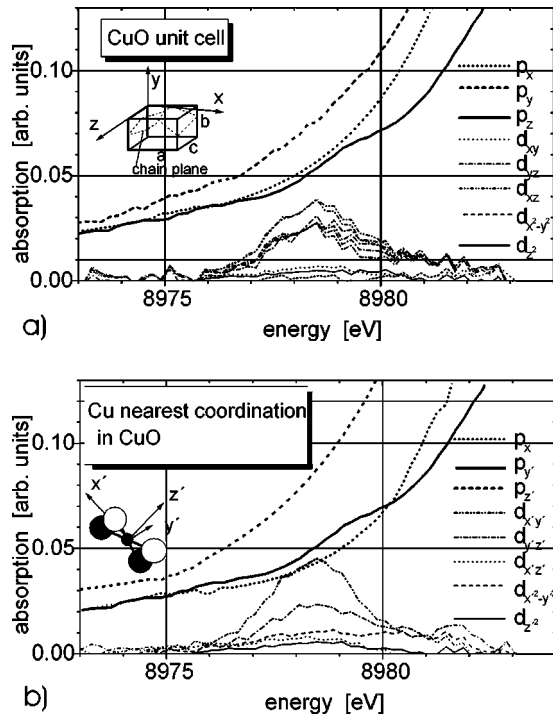 CuO unit cell
y
x
z
b
a
c
chain plane
0.10
0.05
0.00
absorption [arb. units]
8975
8980
energy [eV]
p_x
p_y
p_z
d_xy
d_yz
d_xz
d_x²-y²
d_z²
a)
Cu nearest coordination
in CuO
x′
z′
y′
0.10
0.05
0.00
absorption [arb. units]
8975
8980
energy [eV]
p_x
p_y′
p_z′
d_x′y′
d_y′z′
d_x′z′
d_x′²-y′²
d_z′²
b)